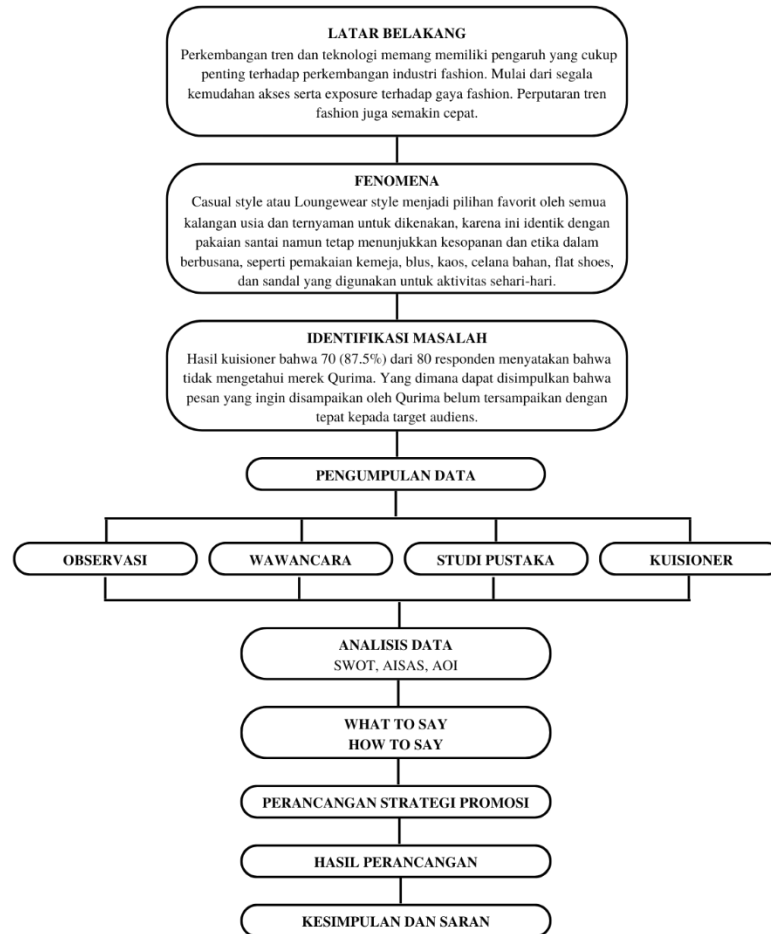 LATAR BELAKANG
Perkembangan tren dan teknologi memang memiliki pengaruh yang cukup
penting terhadap perkembangan industri fashion. Mulai dari segala
kemudahan akses serta exposure terhadap gaya fashion. Perputaran tren
fashion juga semakin cepat.
FENOMENA
Casual style atau Loungewear style menjadi pilihan favorit oleh semua
kalangan usia dan ternyaman untuk dikenakan, karena ini identik dengan
pakaian santai namun tetap menunjukkan kesopanan dan etika dalam
berbusana, seperti pemakaian kemeja, blus, kaos, celana bahan, flat shoes,
dan sandal yang digunakan untuk aktivitas sehari-hari.
IDENTIFIKASI MASALAH
Hasil kuisioner bahwa 70 (87.5%) dari 80 responden menyatakan bahwa
tidak mengetahui merek Qurima. Yang dimana dapat disimpulkan bahwa
pesan yang ingin disampaikan oleh Qurima belum tersampaikan dengan
tepat kepada target audiens.
PENGUMPULAN DATA
OBSERVASI
WAWANCARA
STUDI PUSTAKA
KUISIONER
ANALISIS DATA
SWOT, AISAS, AOI
WHAT TO SAY
HOW TO SAY
PERANCANGAN STRATEGI PROMOSI
HASIL PERANCANGAN
KESIMPULAN DAN SARAN